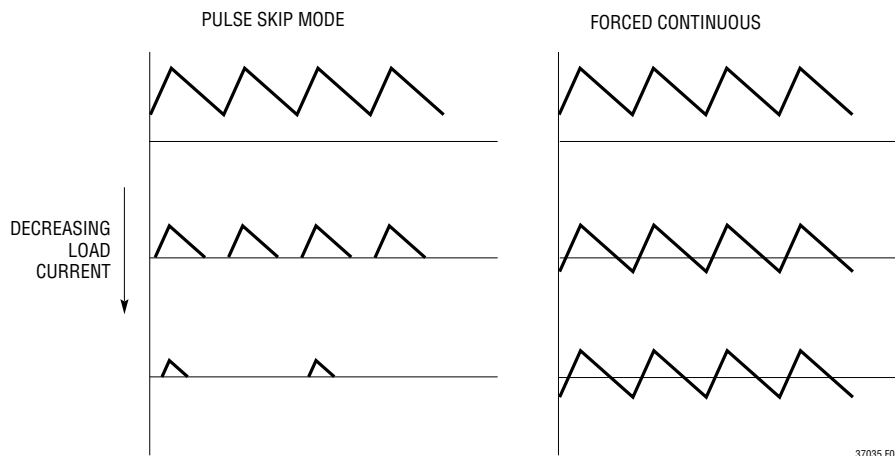 PULSE SKIP MODE
FORCED CONTINUOUS
DECREASING
LOAD
CURRENT
37035 F0